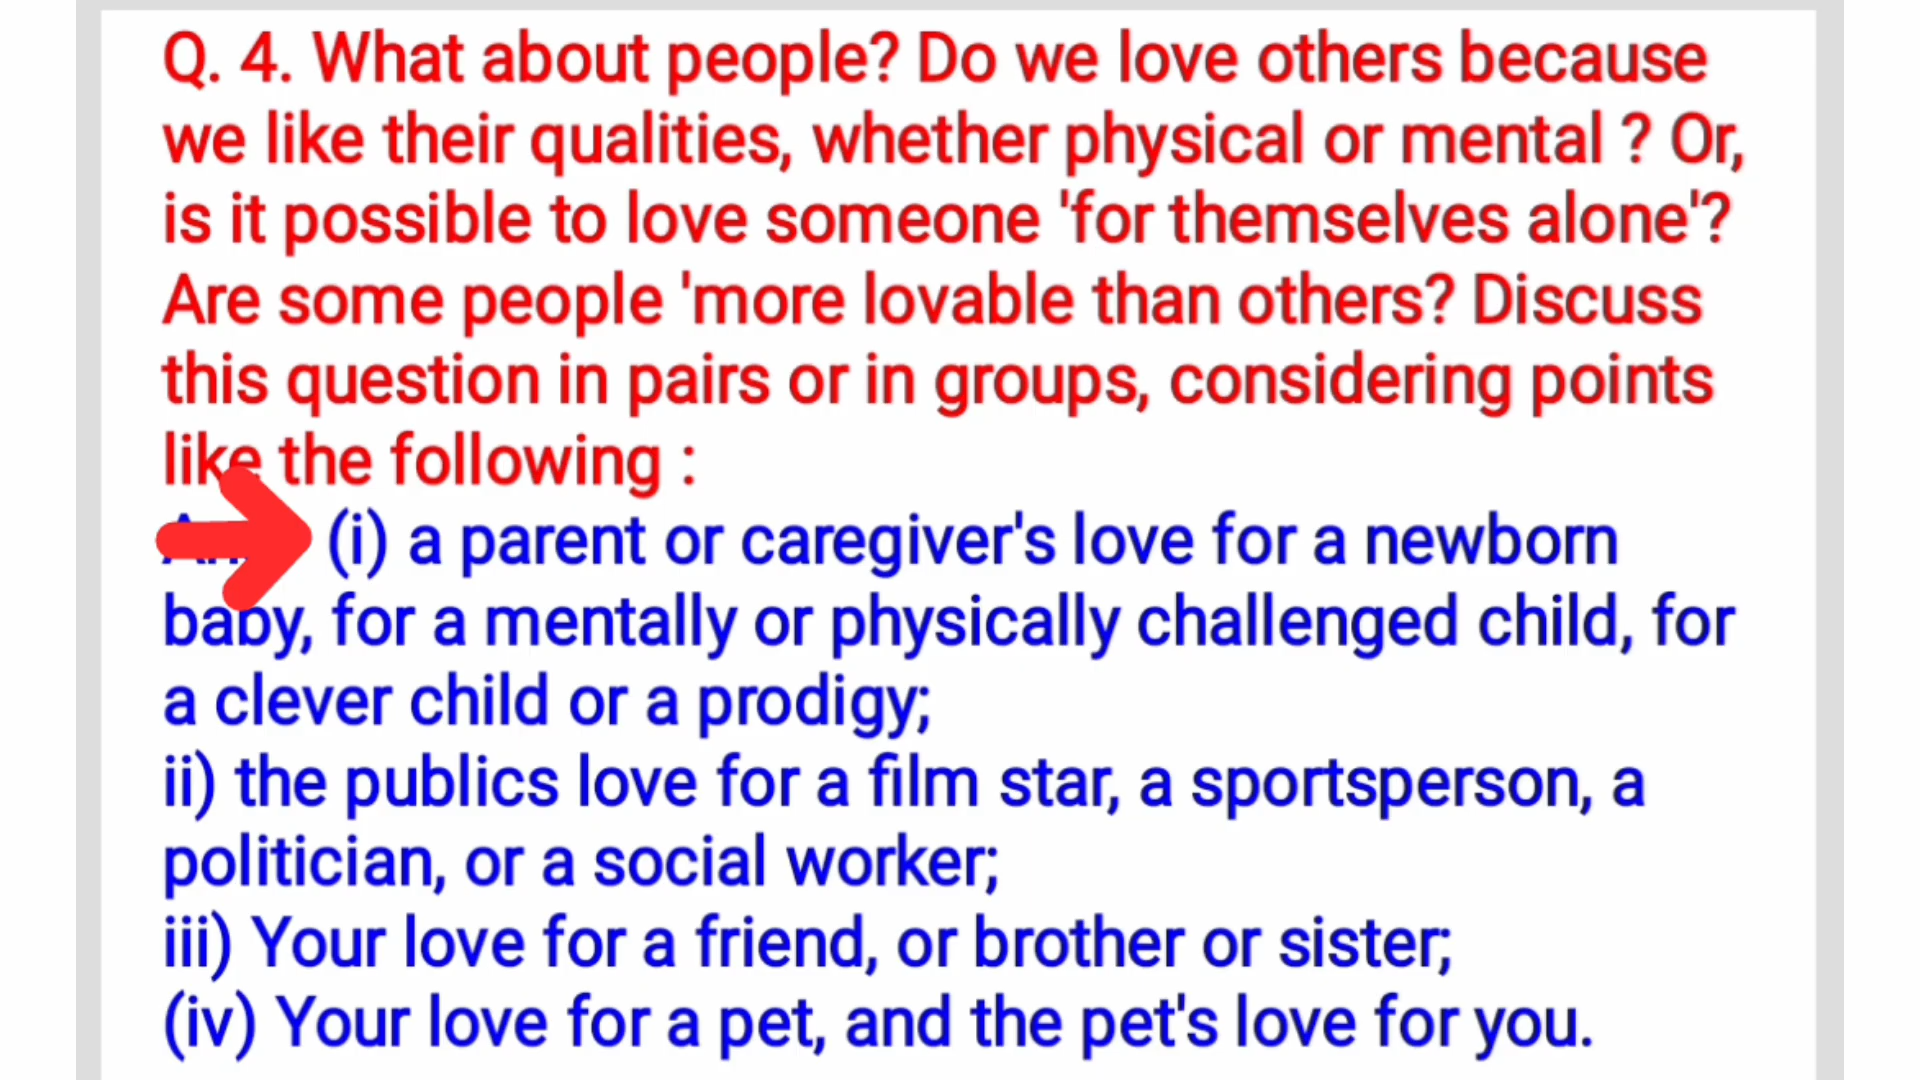 Q. 4. What about people? Do we love others because
we like their qualities, whether physical or mental ? Or,
is it possible to love someone 'for themselves alone'?
Are some people 'more lovable than others? Discuss
this question in pairs or in groups, considering points
like the following :
(i) a parent or caregiver's love for a newborn
baby, for a mentally or physically challenged child, for
a clever child or a prodigy;
ii) the publics love for a film star, a sportsperson, a
politician, or a social worker;
iii) Your love for a friend, or brother or sister;
(iv) Your love for a pet, and the pet's love for you.